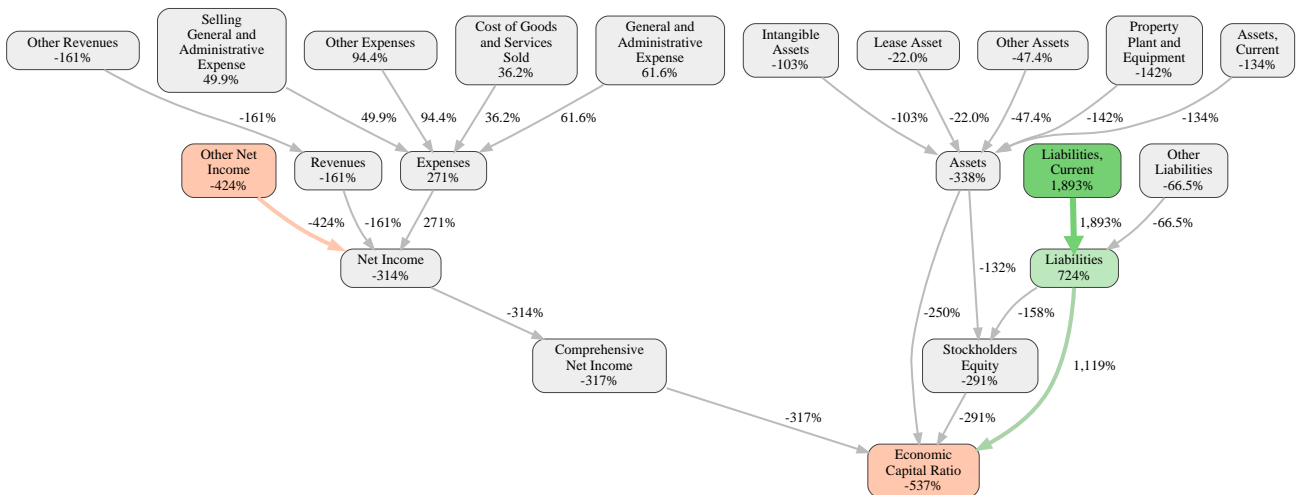 Other Revenues
-161%
Selling
General and
Administrative
Expense
49.9%
Other Expenses
94.4%
Cost of Goods
and Services
Sold
36.2%
General and
Administrative
Expense
61.6%
Intangible
Assets
-103%
Lease Asset
-22.0%
Other Assets
-47.4%
Property
Plant and
Equipment
-142%
Assets,
Current
-134%
-161%
49.9%
94.4%
36.2%
61.6%
-103%
-22.0%
-47.4%
-142%
-134%
Other Net
Income
-424%
Revenues
-161%
Expenses
271%
Assets
-338%
Liabilities,
Current
1,893%
Other
Liabilities
-66.5%
-424%
-161%
271%
1,893%
-66.5%
Net Income
-314%
-132%
Liabilities
724%
-314%
-250%
-158%
Comprehensive
Net Income
-317%
Stockholders
Equity
-291%
1,119%
-317%
-291%
Economic
Capital Ratio
-537%